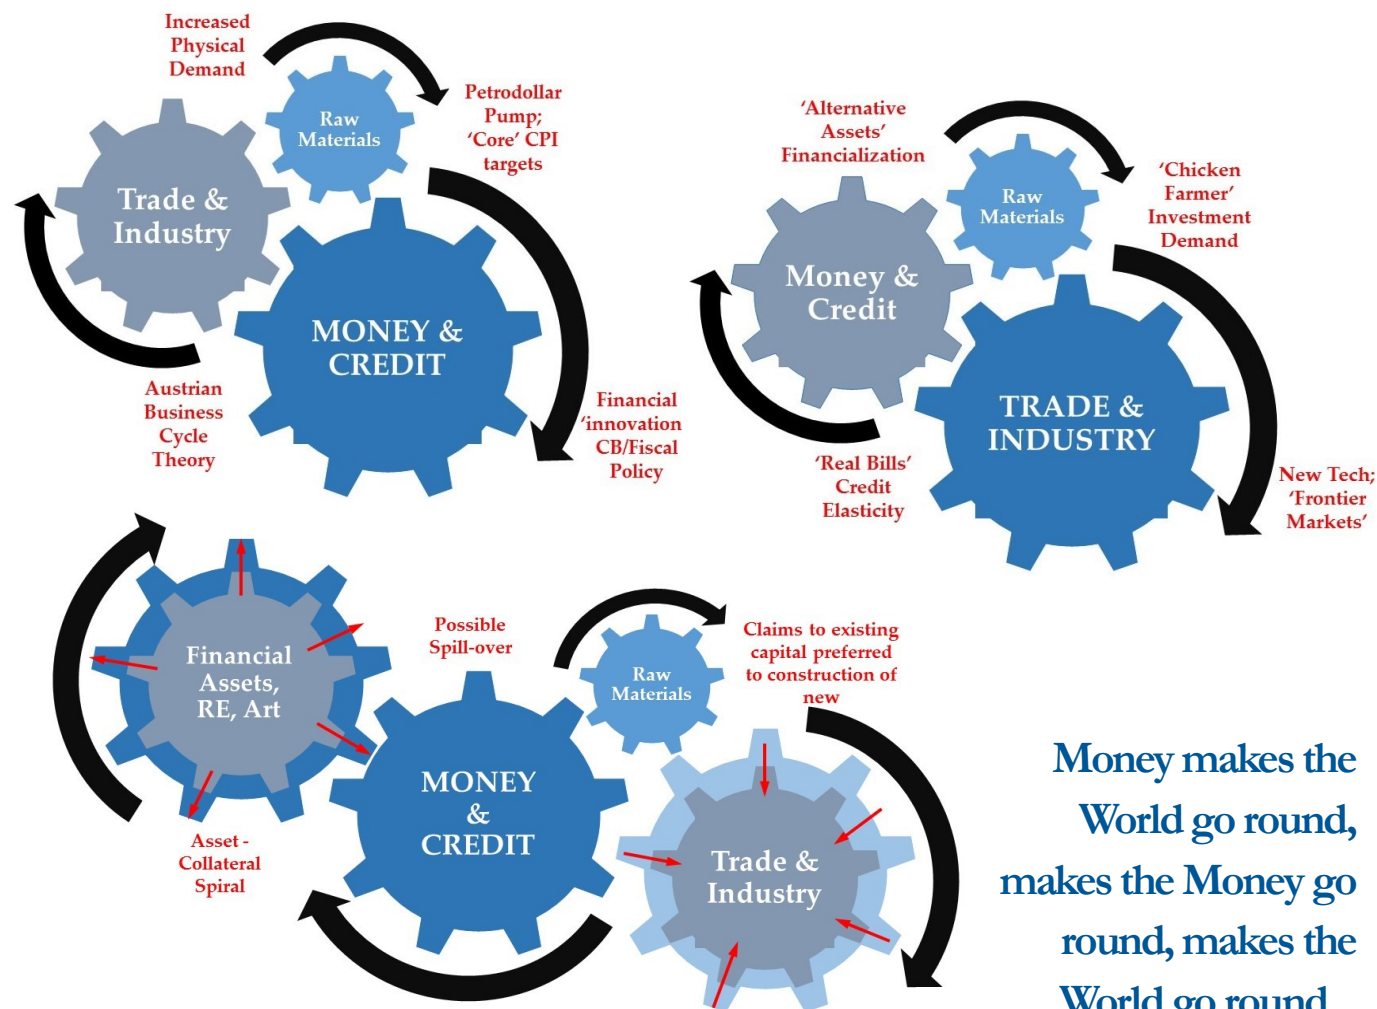 Increased
Physical
Demand
Raw
Materials
Petrodollar
Pump;
‘Core’ CPI
targets
Trade &
Industry
MONEY &
CREDIT
Austrian
Business
Cycle
Theory
Financial
‘innovation
CB/Fiscal
Policy
‘Alternative
Assets’
Financialization
Raw
Materials
‘Chicken
Farmer’
Investment
Demand
Money &
Credit
TRADE &
INDUSTRY
‘Real Bills’
Credit
Elasticity
New Tech;
‘Frontier
Markets’
Financial
Assets,
RE, Art
Possible
Spill-over
Raw
Materials
Claims to existing
capital preferred
to construction of
new
MONEY
&
CREDIT
Asset -
Collateral
Spiral
Trade &
Industry
Money makes the
World go round,
makes the Money go
round, makes the
World go round